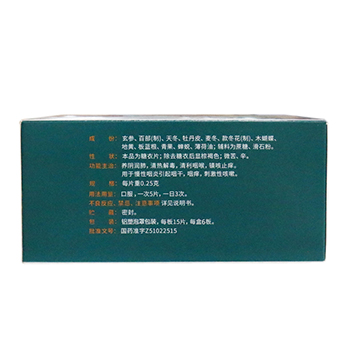 成　份：玄参、百部(制)、天冬、牡丹皮、麦冬、款冬花(制)、木蝴蝶、
地黄、板蓝根、青果、蝉蜕、薄荷油；辅料为蔗糖、滑石粉。
性　状：本品为糖衣片；除去糖衣后显棕褐色；微苦、辛。
功能主治：养阴润肺，清热解毒，清利咽喉，镇咳止痒。
用于慢性咽炎引起咽干，咽痒，刺激性咳嗽。
规　格：每片重0.25克
用法用量：口服，一次5片，一日3次。
不良反应、禁忌、注意事项 详见说明书。
贮　藏：密封。
包　装：铝塑泡罩包装，每板15片，每盒6板。
批准文号：国药准字Z51022515